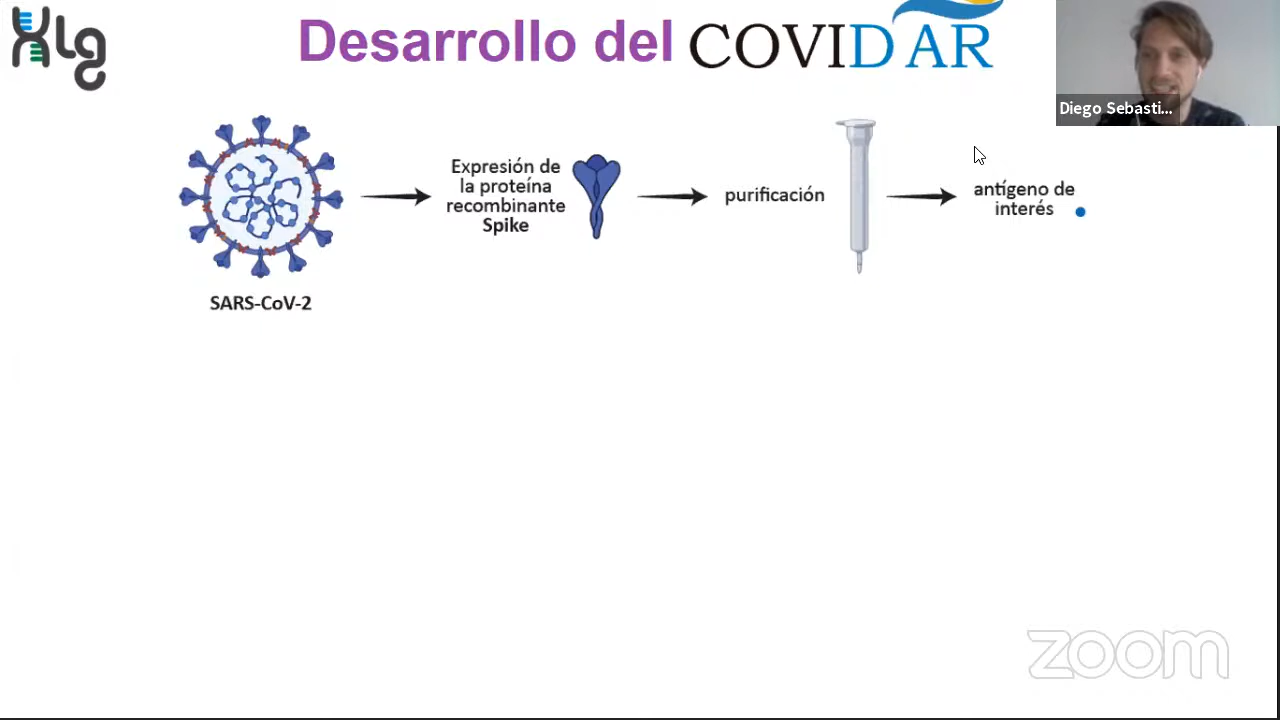 xlg
Desarrollo del COVIDAR
Diego Sebasti...
Expresión de
la proteína
recombinante
Spike
purificación
antígeno de
interés
SARS-CoV-2
zoom